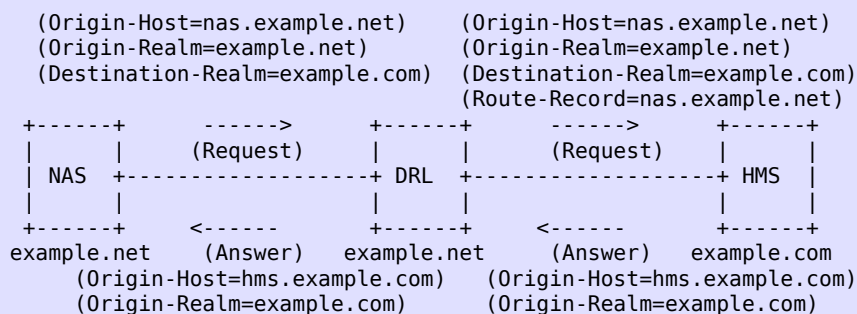 (Origin-Host=nas.example.net)    (Origin-Host=nas.example.net)
  (Origin-Realm=example.net)       (Origin-Realm=example.net)
  (Destination-Realm=example.com)  (Destination-Realm=example.com)
                                   (Route-Record=nas.example.net)
 +------+      ------>      +------+      ------>      +------+
 |      |     (Request)     |      |      (Request)    |      |
 | NAS  +-------------------+ DRL  +-------------------+ HMS  |
 |      |                   |      |                   |      |
 +------+     <------       +------+     <------       +------+
example.net    (Answer)   example.net     (Answer)   example.com
     (Origin-Host=hms.example.com)   (Origin-Host=hms.example.com)
     (Origin-Realm=example.com)      (Origin-Realm=example.com)